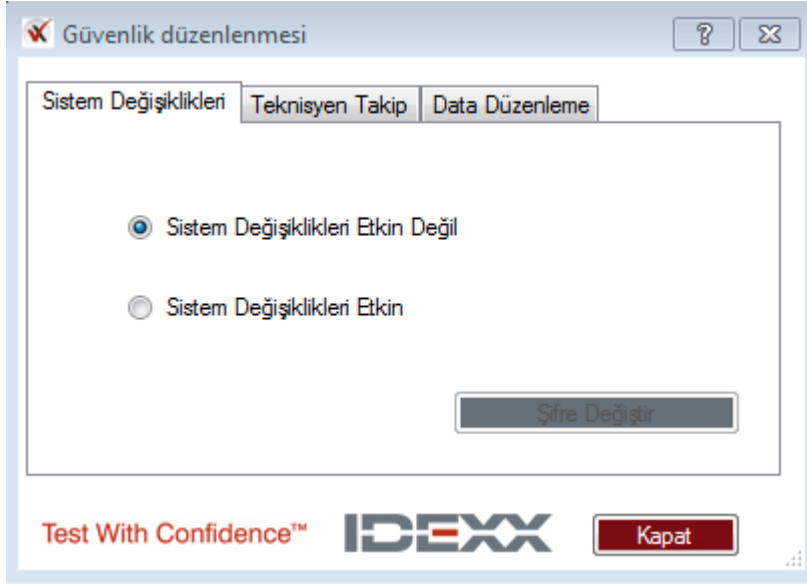 Güvenlik düzenlenmesi
Sistem Değişiklikleri Teknisyen Takip Data Düzenleme
Sistem Değişiklikleri Etkin Değil
Sistem Değişiklikleri Etkin
Şifre Değiştir
Test With Confidence™ IDEXX Kapat